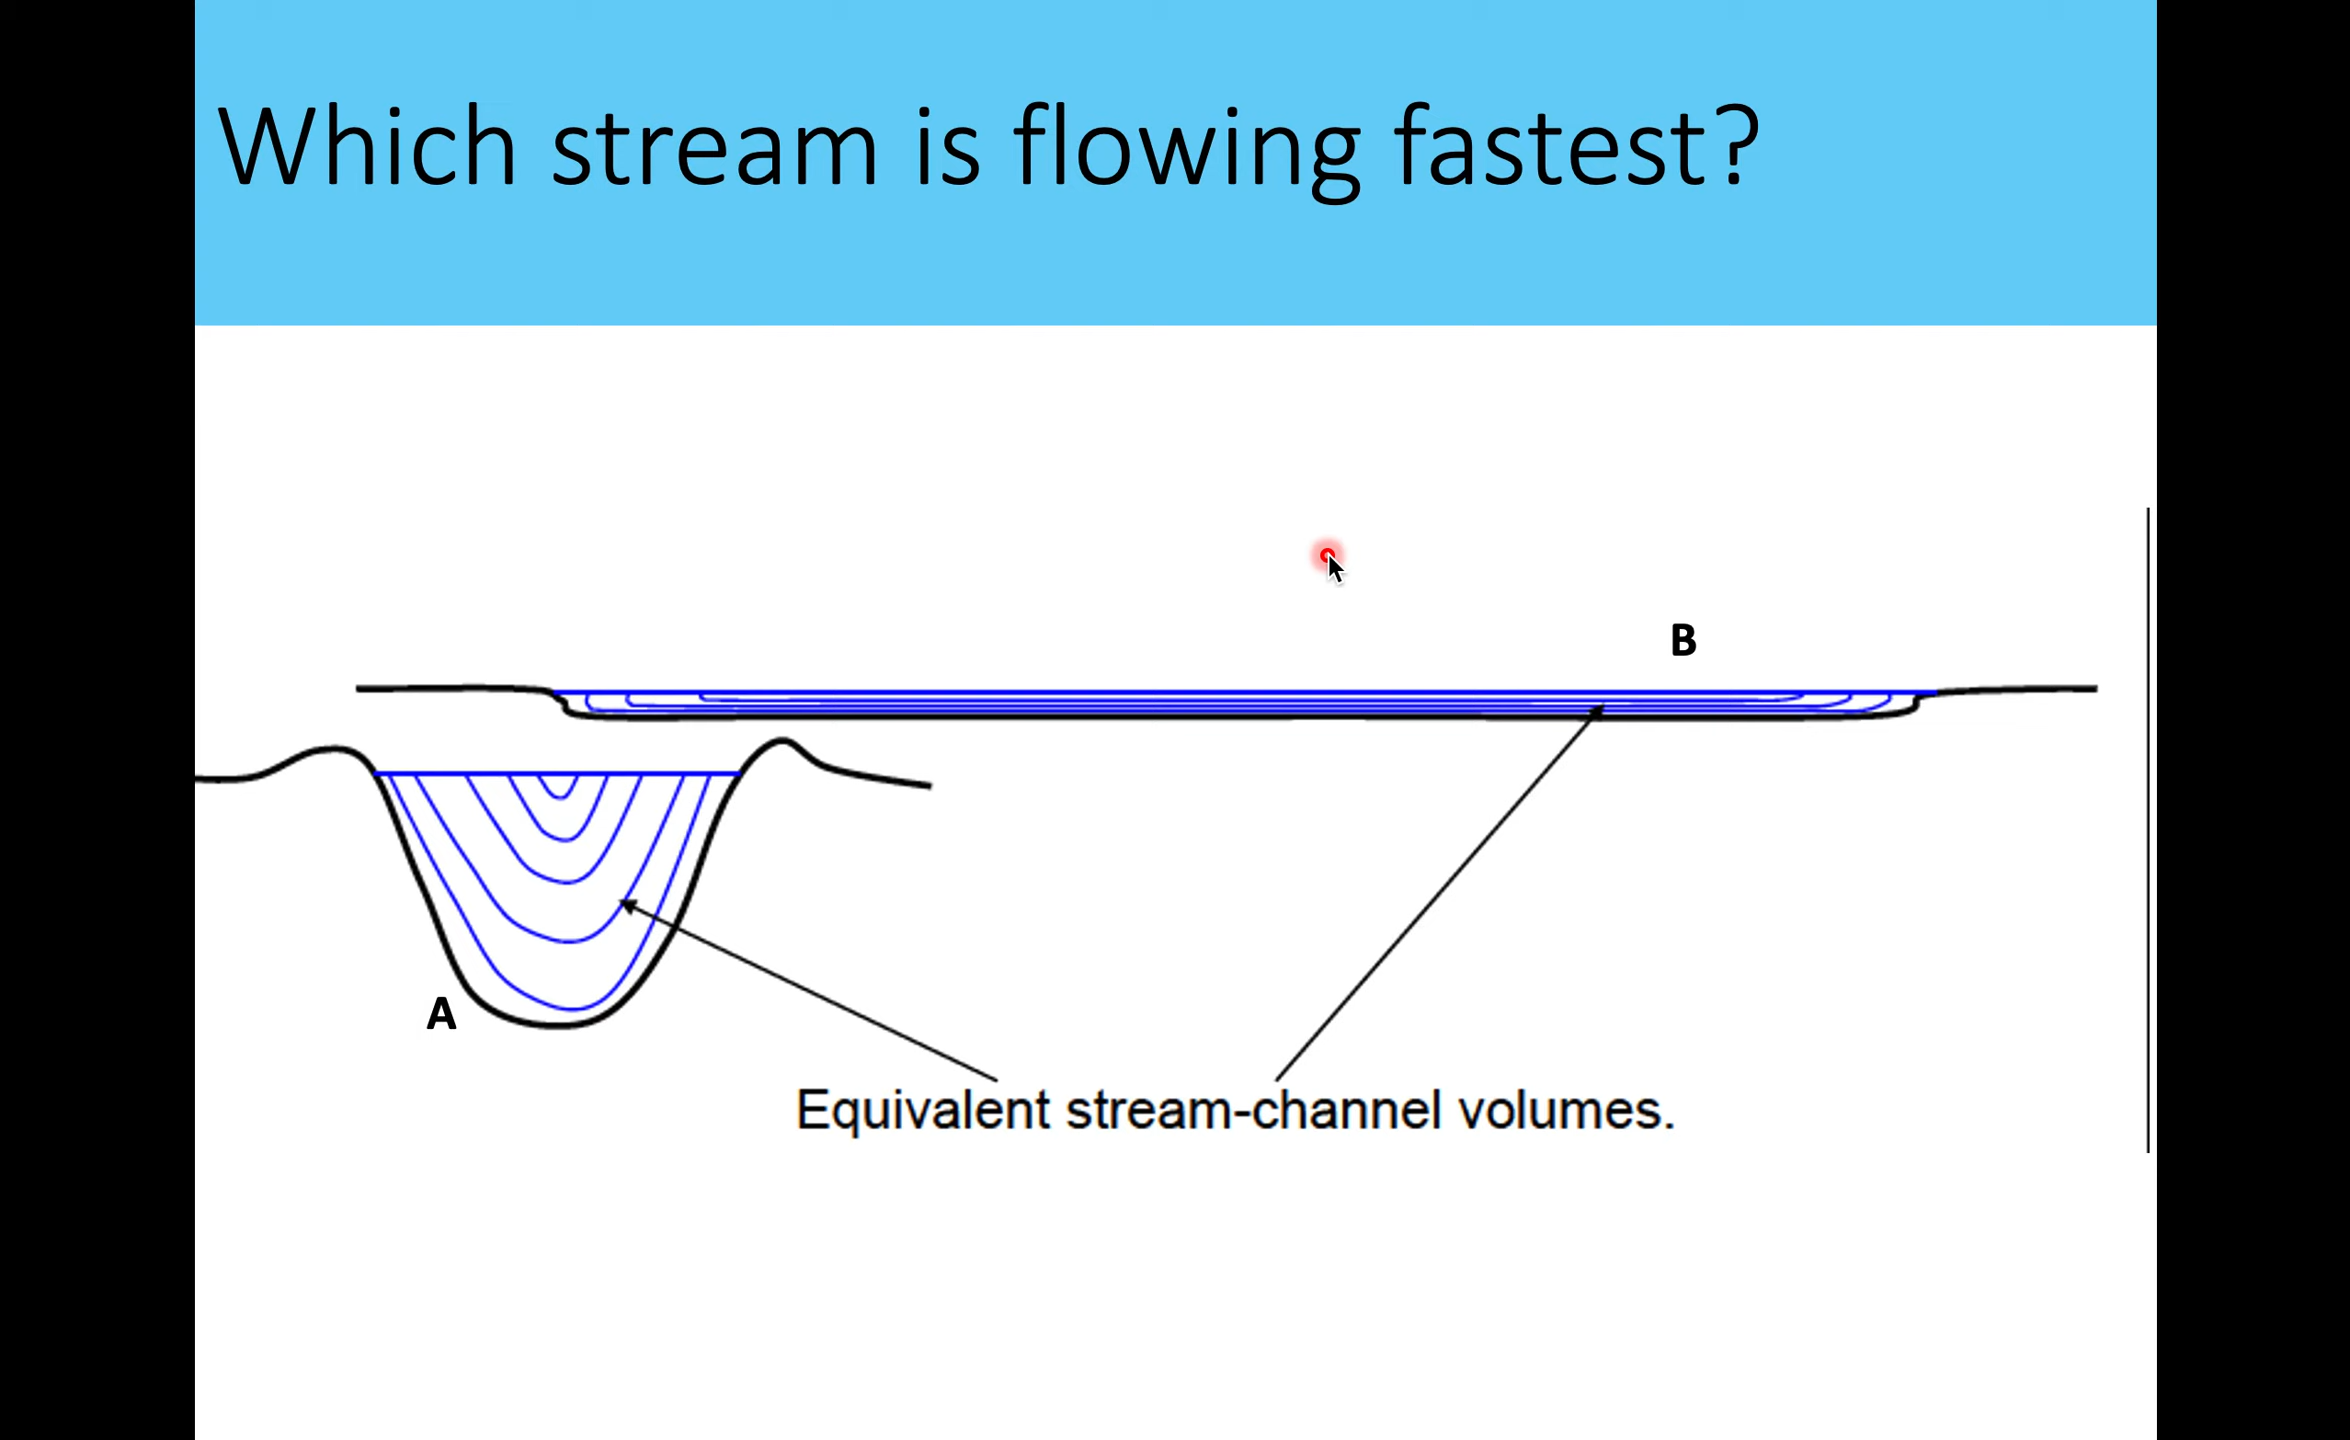 Which stream is flowing fastest?
B
A
Equivalent stream-channel volumes.